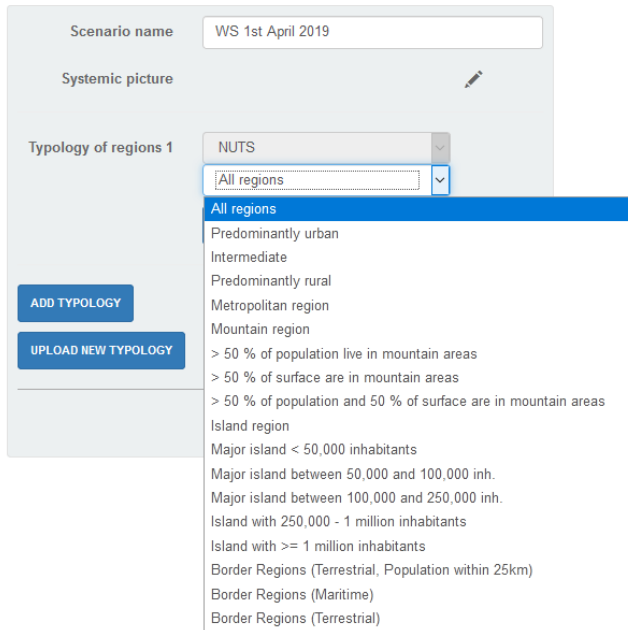 Scenario name
WS 1st April 2019
Systemic picture
Typology of regions 1
NUTS
All regions
All regions
Predominantly urban
Intermediate
Predominantly rural
Metropolitan region
Mountain region
> 50 % of population live in mountain areas
> 50 % of surface are in mountain areas
> 50 % of population and 50 % of surface are in mountain areas
Island region
Major island < 50,000 inhabitants
Major island between 50,000 and 100,000 inh.
Major island between 100,000 and 250,000 inh.
Island with 250,000 - 1 million inhabitants
Island with >= 1 million inhabitants
Border Regions (Terrestrial, Population within 25km)
Border Regions (Maritime)
Border Regions (Terrestrial)
ADD TYPOLOGY
UPLOAD NEW TYPOLOGY